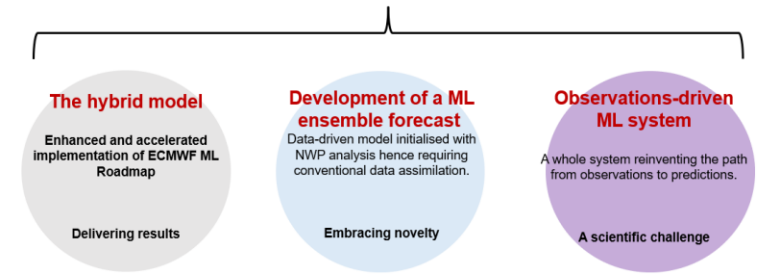 The hybrid model
Enhanced and accelerated
implementation of ECMWF ML
Roadmap
Delivering results
Development of a ML
ensemble forecast
Data-driven model initialised with
NWP analysis hence requiring
conventional data assimilation.
Embracing novelty
Observations-driven
ML system
A whole system reinventing the path
from observations to predictions.
A scientific challenge